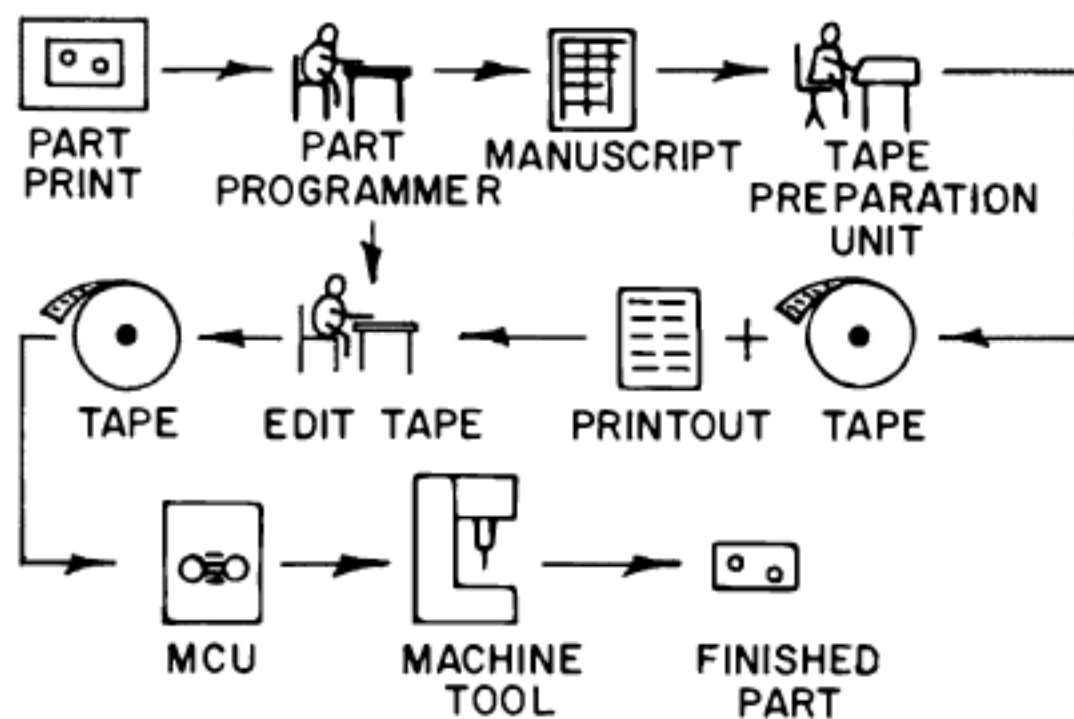 PART
PRINT
PART
PROGRAMMER
MANUSCRIPT
TAPE
PREPARATION
UNIT
TAPE
EDIT TAPE
PRINTOUT
+
TAPE
MCU
MACHINE
TOOL
FINISHED
PART